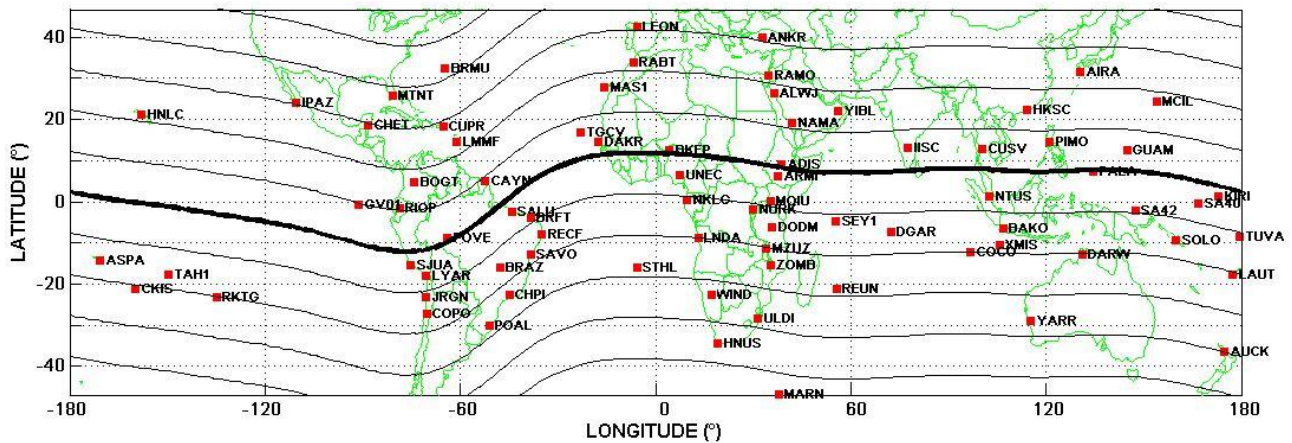 40
LEON
ANKR
RABT
BRMU
RAMO
AIRA
MAS1
ALWJ
IPAZ
MTNT
MCIL
HNLC
YIBL
HKSC
20
CHET
CUPR
NAMA
LMMF
TGCV
DAKR
PIMO
BKFP
IISC
CUSV
GUAM
ADIS
BOGT
CAYN
UNEC
ARMI
PALA
0
GV01
RIOP
NKLG
MOIU
NTUS
KIRI
SALU
NURK
SA42
BRFT
SEY1
POVE
RECF
LNDA
DODM
DGAR
BAKO
SOLO
TUVA
SAVO
MZUZ
COCO
XMIS
DARW
ASPA
SJUA
BRAZ
STHL
ZOMB
TAH1
LYAR
LAUT
-20
CKIS
RKTG
JRGN
CHPI
WIND
REUN
COPO
POAL
ULDI
YARR
HNUS
AUCK
-40
MARN
-180
-120
-60
0
60
120
180
LATITUDE (°)
LONGITUDE (°)